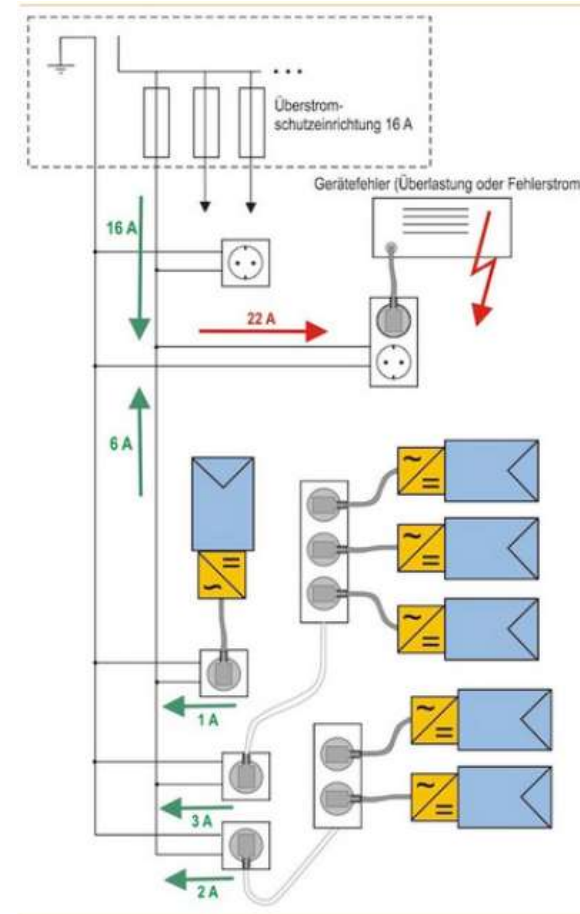 Überstrom-
schutzeinrichtung 16 A
Gerätefehler (Überlastung oder Fehlerstrom
16 A
22 A
6 A
1 A
3 A
2 A